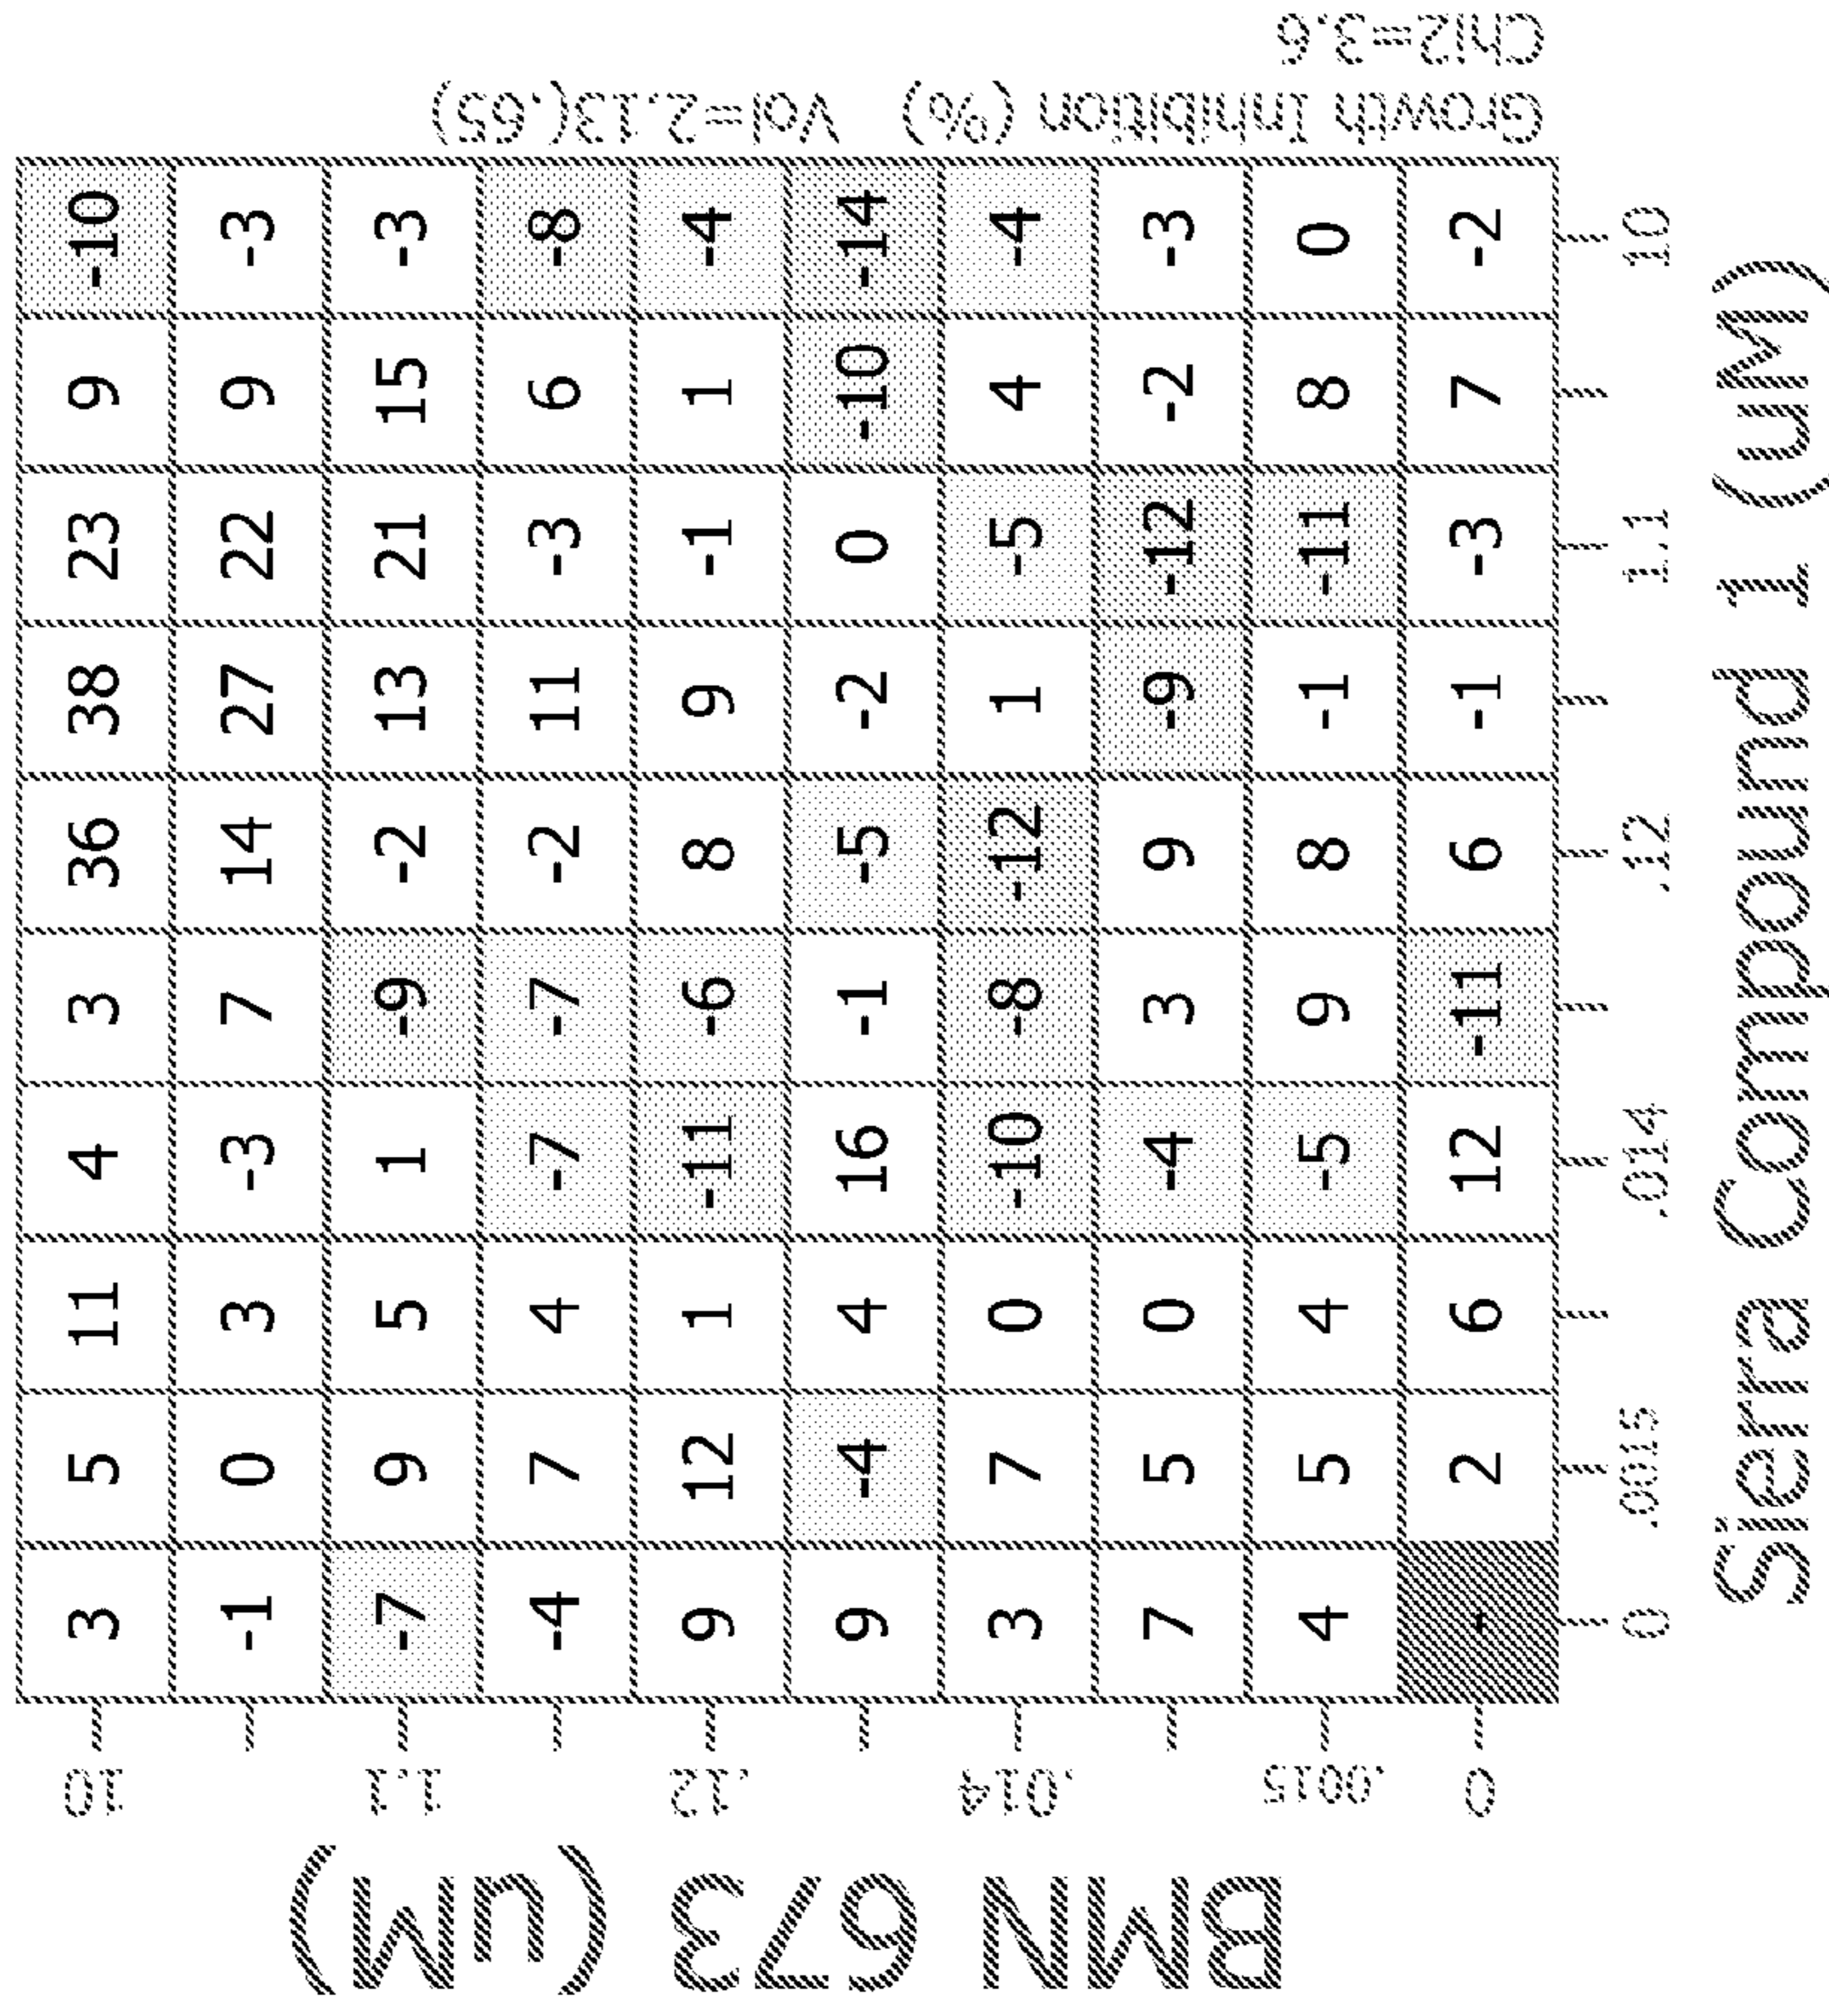 Growth Inhibition (%) Vol=2.13(.65)
Chi2=3.6
BMN 673 (uM)
10 3 5 11 4 3 36 38 23 9 -10
-1 0 3 -3 7 14 27 22 9 -3
1.1 -7 9 5 1 -9 -2 13 21 15 -3
-4 7 4 -7 -7 -2 11 -3 6 -8
.12 9 12 1 -11 -6 8 9 -1 1 -4
9 -4 4 16 -1 -5 -2 0 -10 -14
.014 3 7 0 -10 -8 -12 1 -5 4 -4
7 5 0 -4 3 9 -9 -12 -2 -3
.0015 4 5 4 -5 9 8 -1 -11 8 0
0 - 2 6 12 -11 6 -1 -3 7 -2
0 .0015 .014 .12 1.1 10
Sierra Compound 1 (uM)